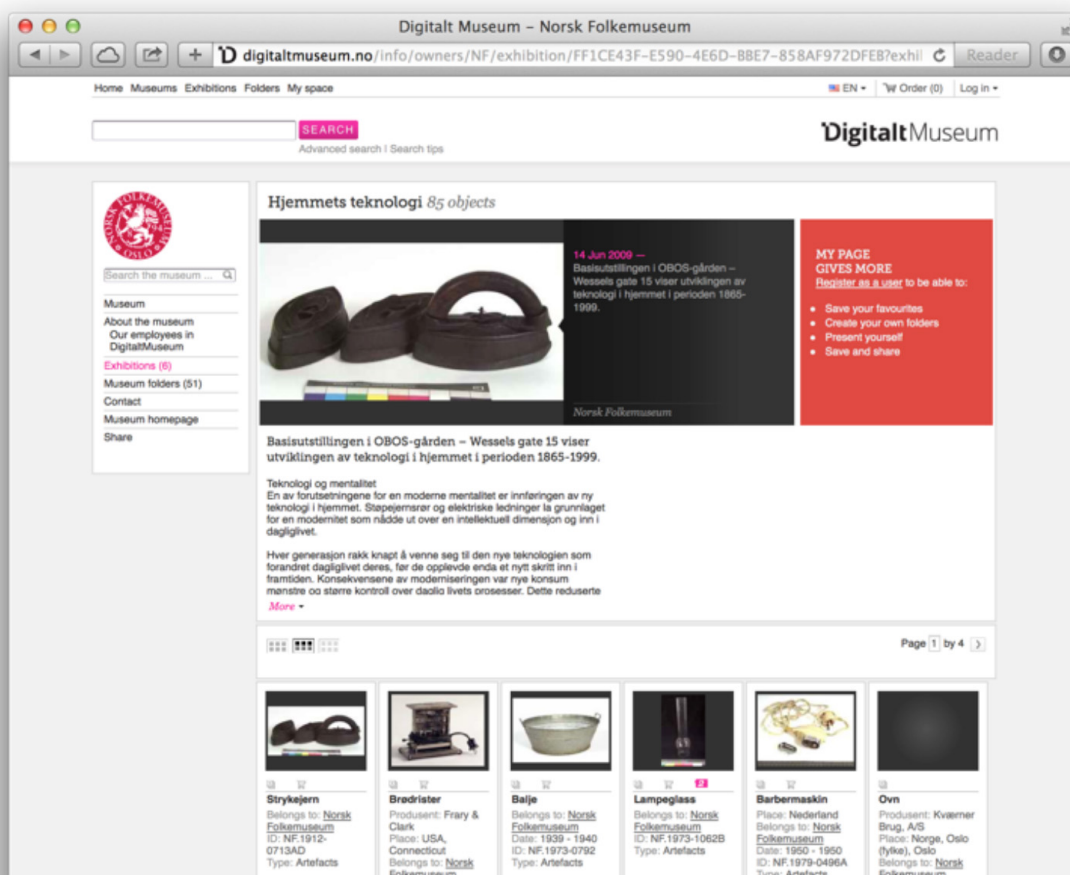 Digitalt Museum – Norsk Folkemuseum
digitaltmuseum.no/info/owners/NF/exhibition/FF1CE43F-E590-4E6D-BBE7-858AF972DFEB?exhil
Reader
Home Museums Exhibitions Folders My space
EN Order (0) Log in
SEARCH
Advanced search | Search tips
DigitaltMuseum
NORSK FOLKEMUSEUM OSLO
Search the museum ...
Museum
About the museum
Our employees in
DigitaltMuseum
Exhibitions (6)
Museum folders (51)
Contact
Museum homepage
Share
Hjemmets teknologi 85 objects
14 Jun 2009 —
Basisutstillingen i OBOS-gården –
Wessels gate 15 viser utviklingen av
teknologi i hjemmet i perioden 1865-
1999.
Norsk Folkemuseum
MY PAGE
GIVES MORE
Register as a user to be able to:
Save your favourites
Create your own folders
Present yourself
Save and share
Basisutstillingen i OBOS-gården – Wessels gate 15 viser
utviklingen av teknologi i hjemmet i perioden 1865-1999.
Teknologi og mentalitet
En av forutsetningene for en moderne mentalitet er innføringen av ny
teknologi i hjemmet. Støpejernsrør og elektriske ledninger la grunnlaget
for en modernitet som nådde ut over en intellektuell dimensjon og inn i
dagliglivet.
Hver generasjon rakk knapt å venne seg til den nye teknologien som
forandret dagliglivet deres, før de opplevde enda et nytt skritt inn i
framtiden. Konsekvensene av moderniseringen var nye konsum
mønstre og større kontroll over daglig livets prosesser. Dette reduserte
More
Page 1 by 4
Strykejern
Belongs to: Norsk
Folkemuseum
ID: NF.1912-
0713AD
Type: Artefacts
Brødrister
Produsent: Frary &
Clark
Place: USA,
Connecticut
Belongs to: Norsk
Folkemuseum
Balje
Belongs to: Norsk
Folkemuseum
Date: 1939 - 1940
ID: NF.1973-0792
Type: Artefacts
2
Lampeglass
Belongs to: Norsk
Folkemuseum
ID: NF.1973-1062B
Type: Artefacts
Barbermaskin
Place: Nederland
Belongs to: Norsk
Folkemuseum
Date: 1950 - 1950
ID: NF.1979-0496A
Type: Artefacts
Ovn
Produsent: Kværner
Brug, A/S
Place: Norge, Oslo
(fylke), Oslo
Belongs to: Norsk
Folkemuseum